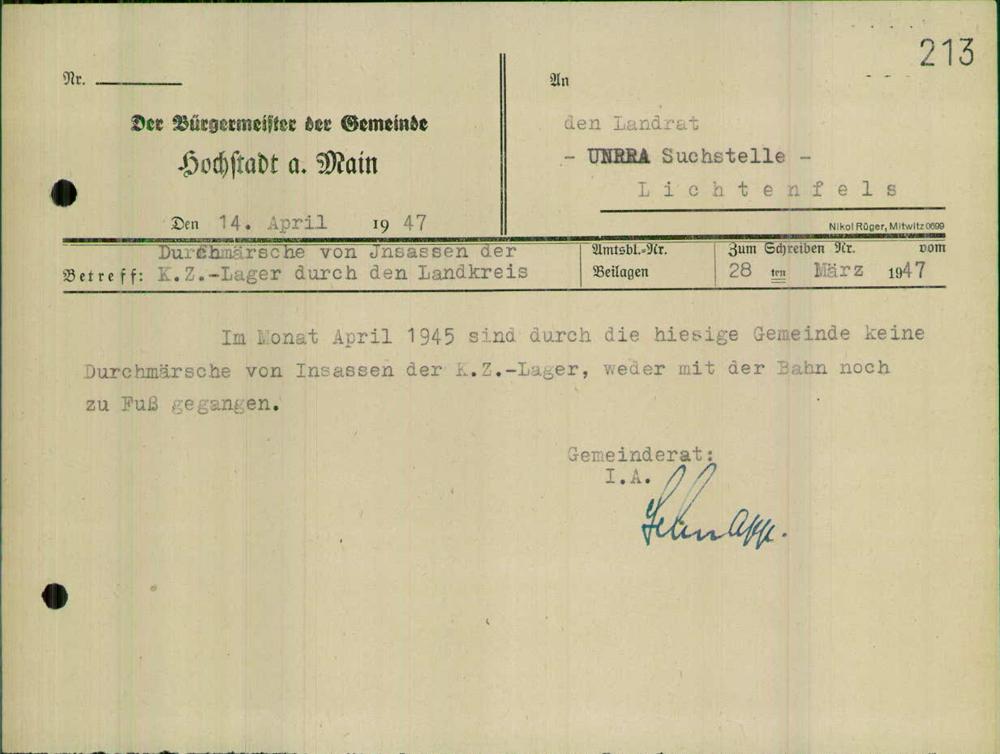 213
Nr.
Der Bürgermeister der Gemeinde
Hochstadt a. Main
Den 14. April 1947
An
den Landrat
- UNRRA Suchstelle -
Lichtenfels
Nikol Rüger, Mitwitz 0699
Betreff: Durchmärsche von Jnsassen der
K.Z.-Lager durch den Landkreis
Amtsbl.-Nr.
Beilagen
Zum Schreiben Nr. vom
28 ten März 1947
Im Monat April 1945 sind durch die hiesige Gemeinde keine
Durchmärsche von Insassen der K.Z.-Lager, weder mit der Bahn noch
zu Fuß gegangen.
Gemeinderat:
I.A.
Schnapp.